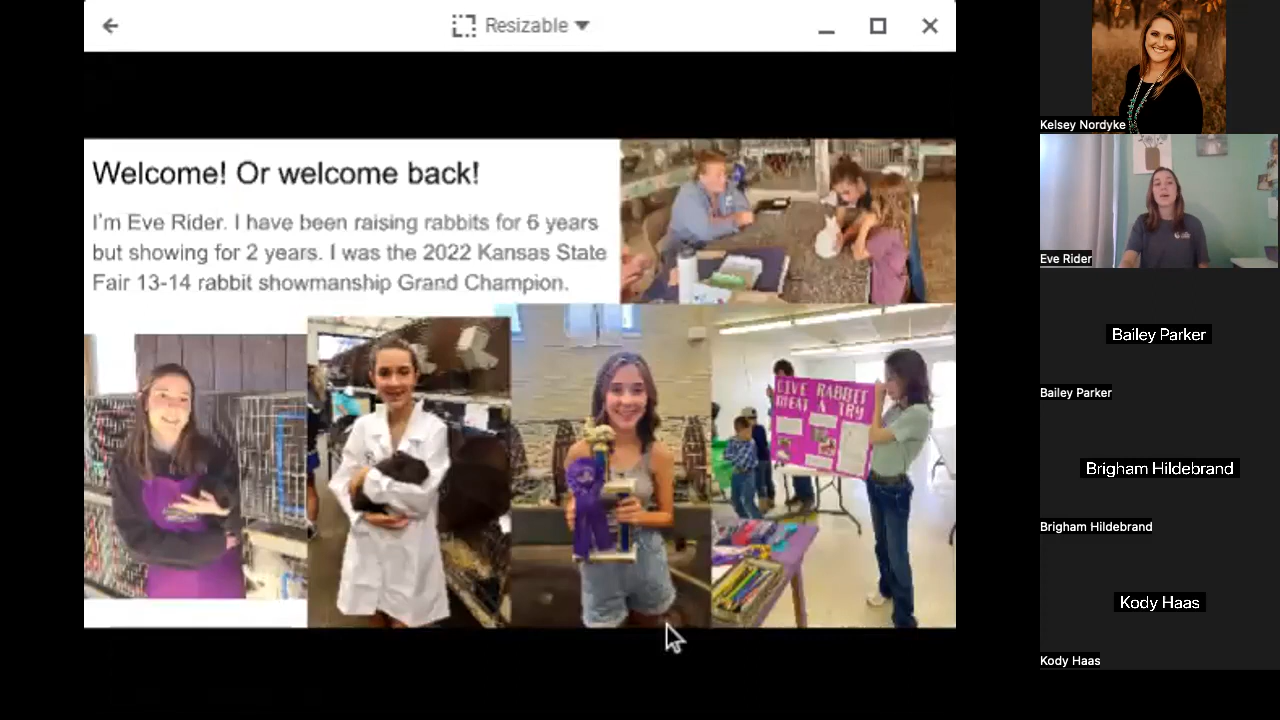 Resizable
Welcome! Or welcome back!
I'm Eve Rider. I have been raising rabbits for 6 years
but showing for 2 years. I was the 2022 Kansas State
Fair 13-14 rabbit showmanship Grand Champion.
GIVE RABBIT
MEAT A TRY
Kelsey Nordyke
Eve Rider
Bailey Parker
Bailey Parker
Brigham Hildebrand
Brigham Hildebrand
Kody Haas
Kody Haas